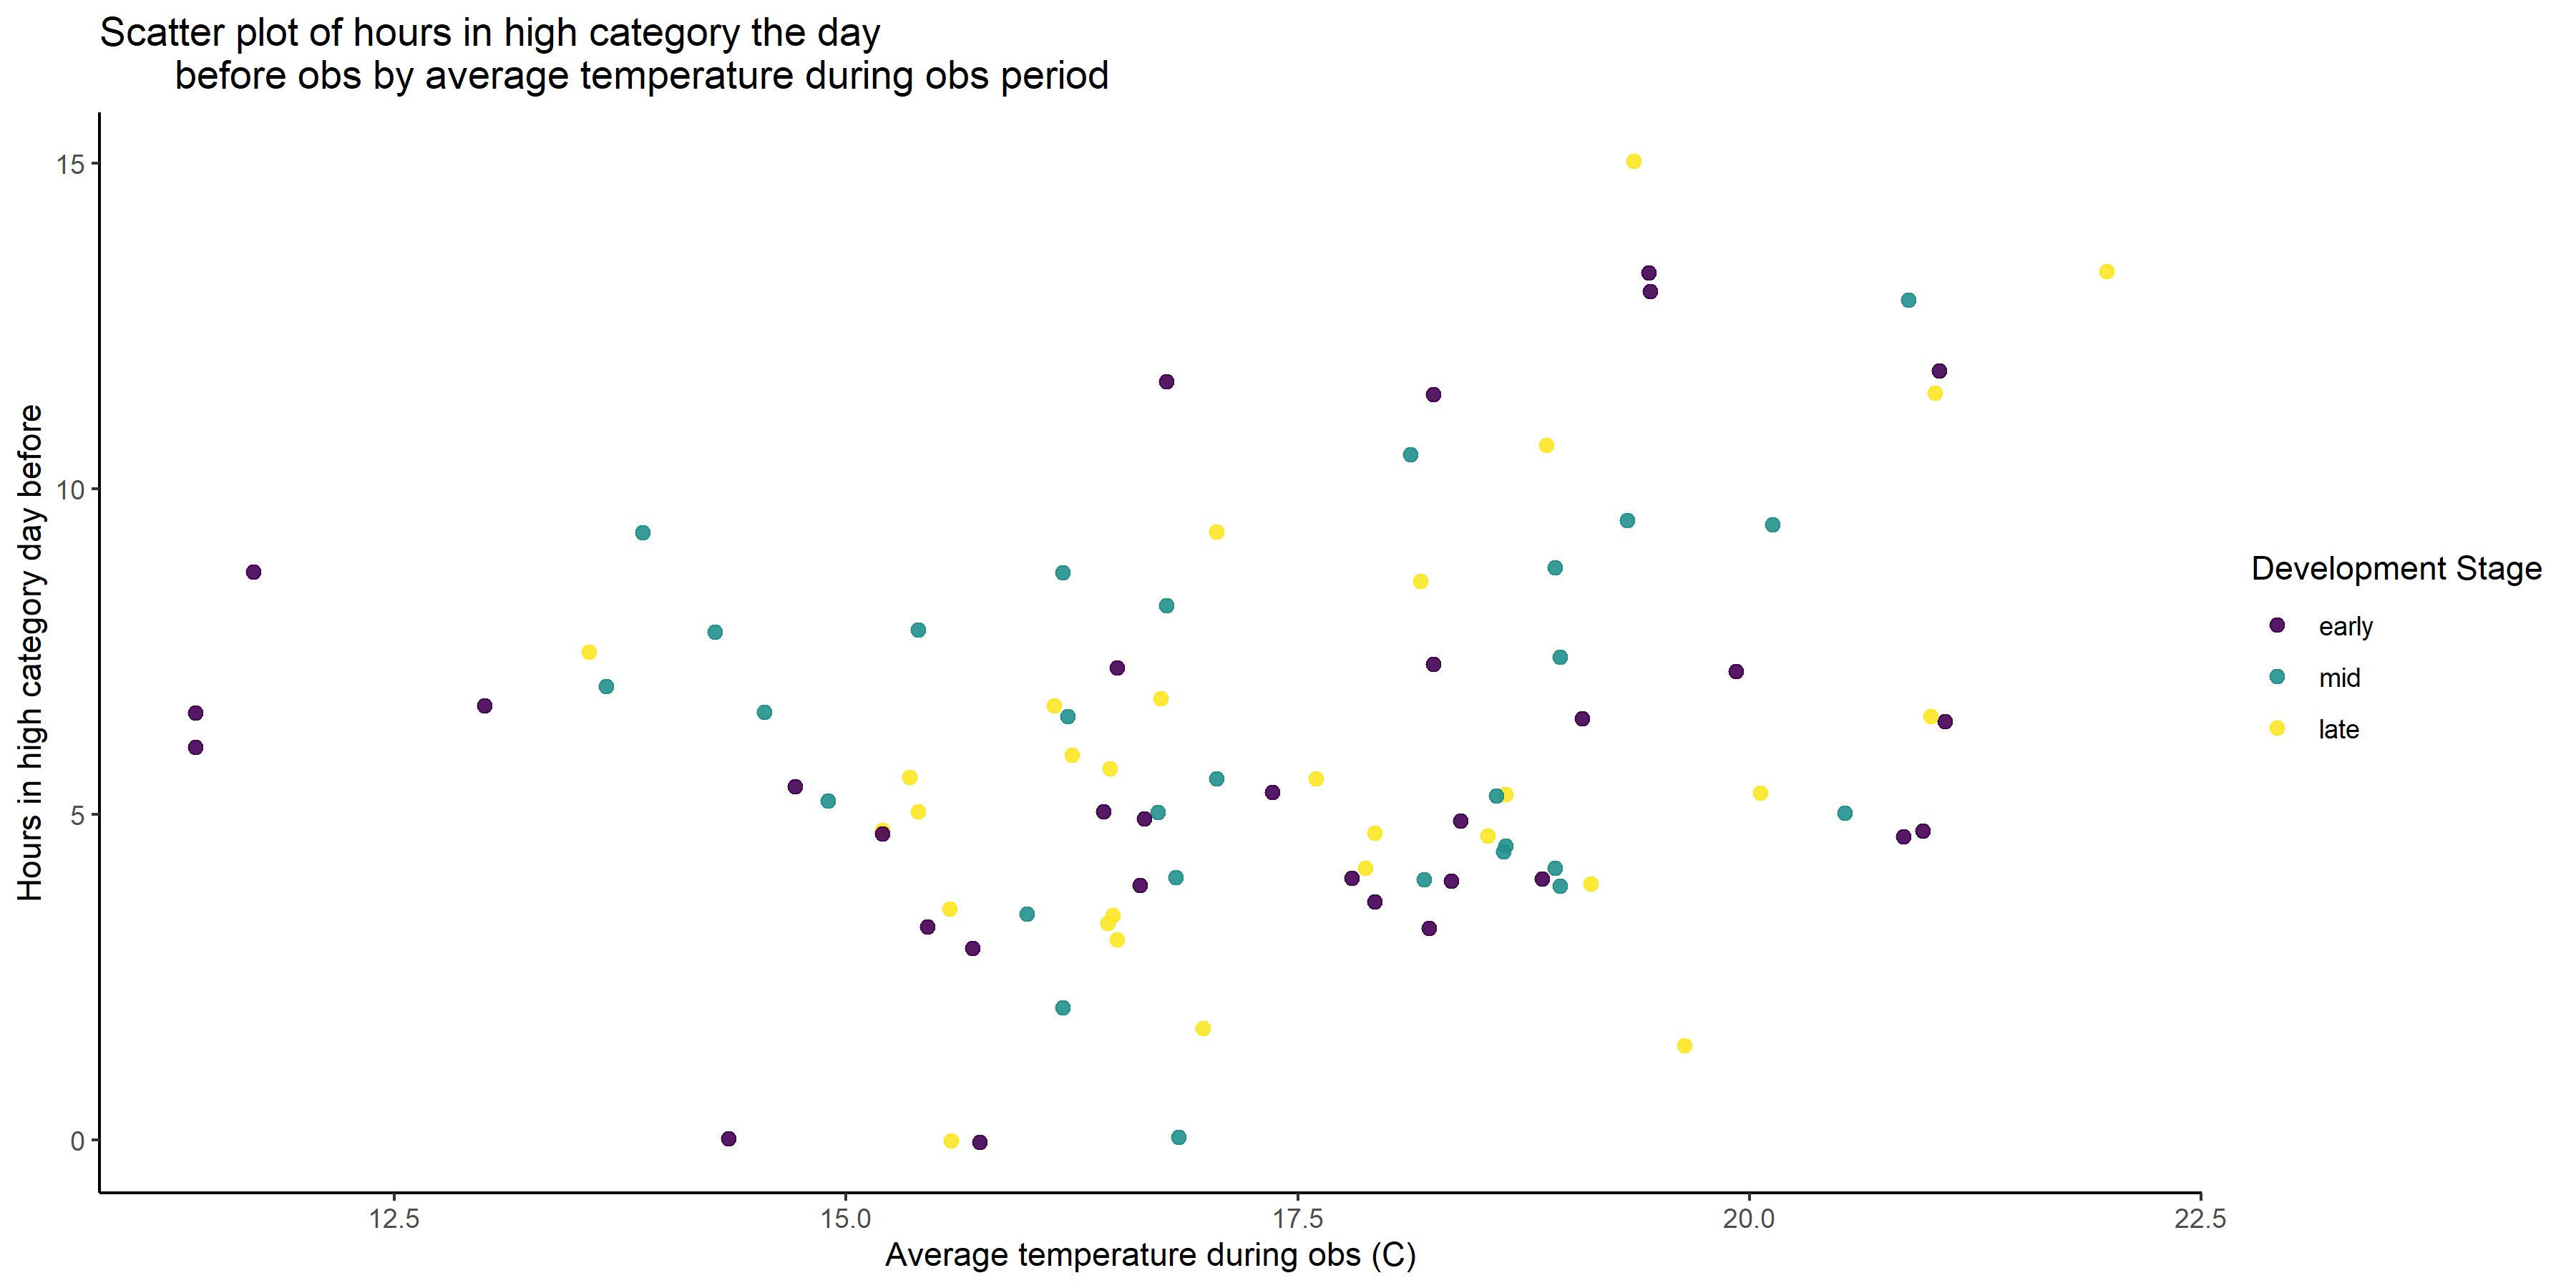 Scatter plot of hours in high category the day
before obs by average temperature during obs period
Hours in high category day before
15
10
5
0
12.5
15.0
17.5
20.0
22.5
Average temperature during obs (C)
Development Stage
early
mid
late